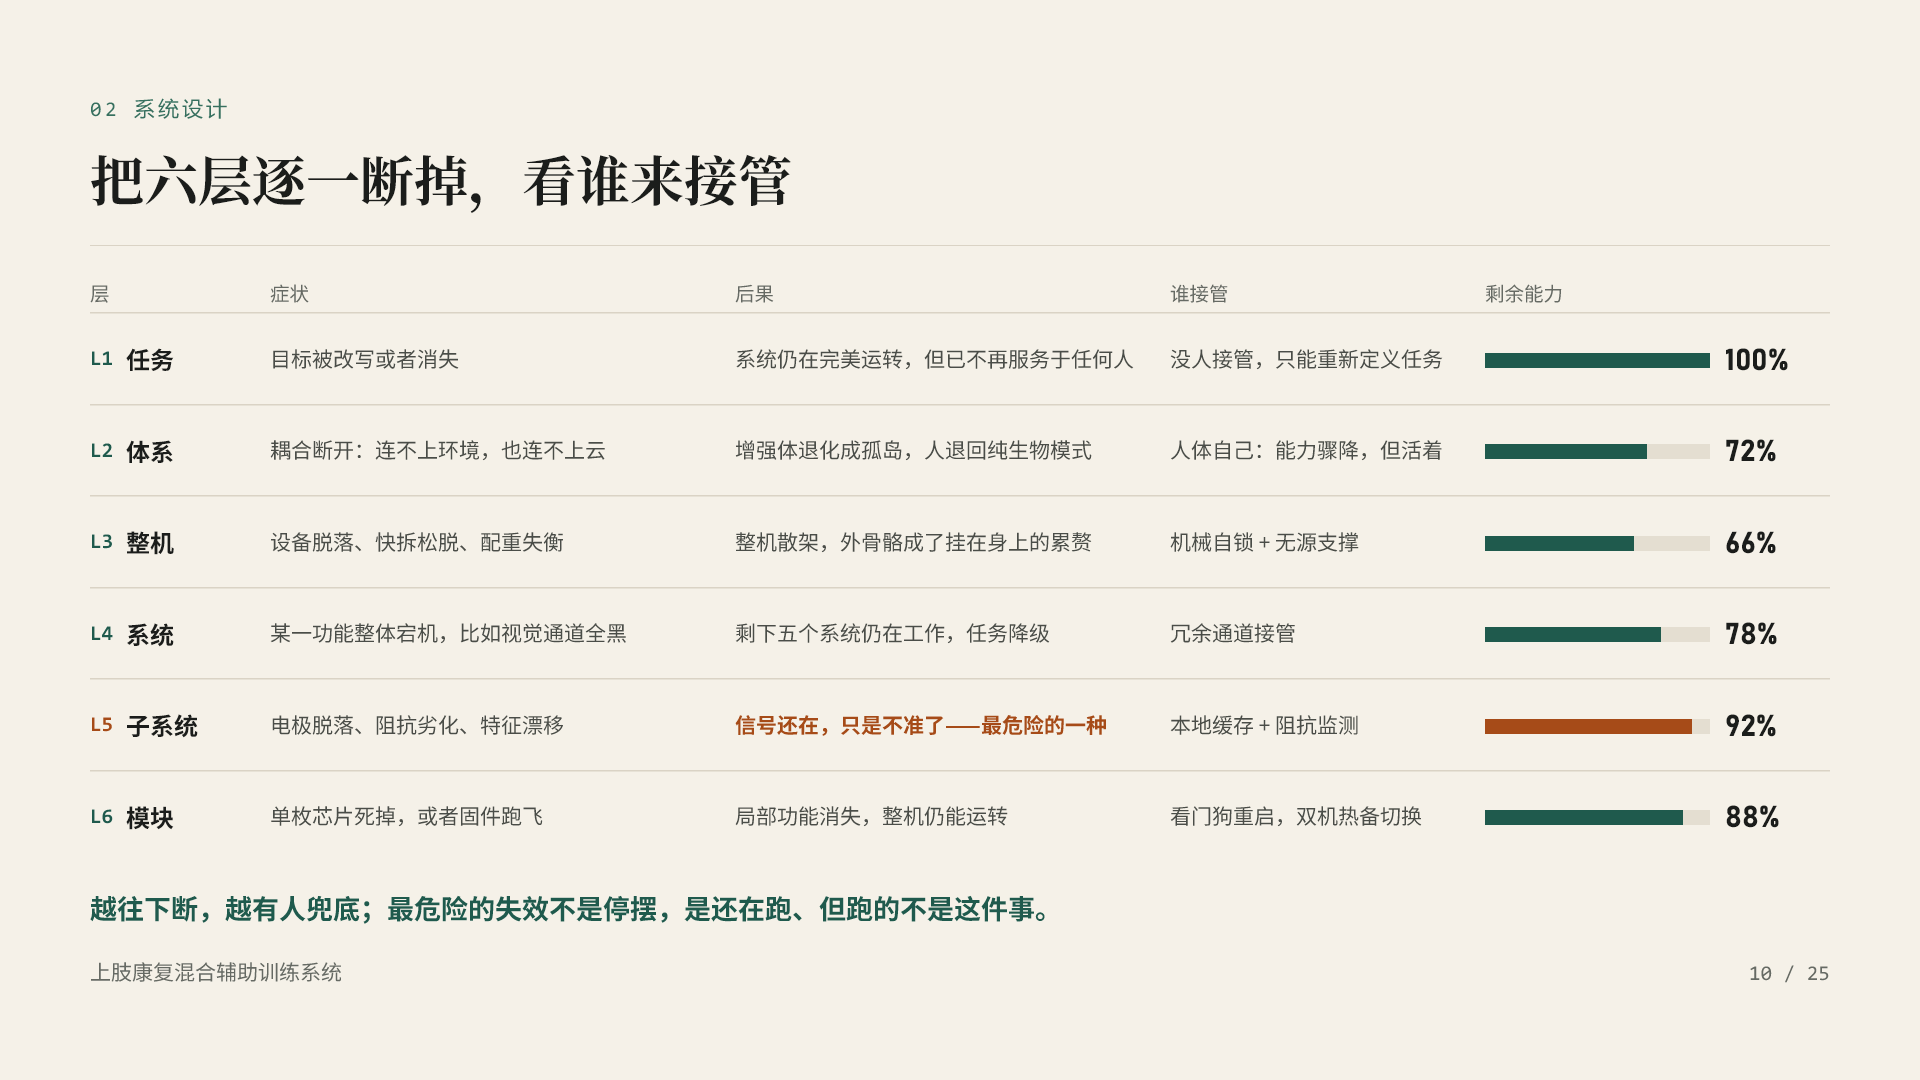 02 系统设计
把六层逐一断掉，看谁来接管
层 症状 后果 谁接管 剩余能力
L1 任务 目标被改写或者消失 系统仍在完美运转，但已不再服务于任何人 没人接管，只能重新定义任务 100%
L2 体系 耦合断开：连不上环境，也连不上云 增强体退化成孤岛，人退回纯生物模式 人体自己：能力骤降，但活着 72%
L3 整机 设备脱落、快拆松脱、配重失衡 整机散架，外骨骼成了挂在身上的累赘 机械自锁 + 无源支撑 66%
L4 系统 某一功能整体宕机，比如视觉通道全黑 剩下五个系统仍在工作，任务降级 冗余通道接管 78%
L5 子系统 电极脱落、阻抗劣化、特征漂移 信号还在，只是不准了——最危险的一种 本地缓存 + 阻抗监测 92%
L6 模块 单枚芯片死掉，或者固件跑飞 局部功能消失，整机仍能运转 看门狗重启，双机热备切换 88%
越往下断，越有人兜底；最危险的失效不是停摆，是还在跑、但跑的不是这件事。
上肢康复混合辅助训练系统
10 / 25